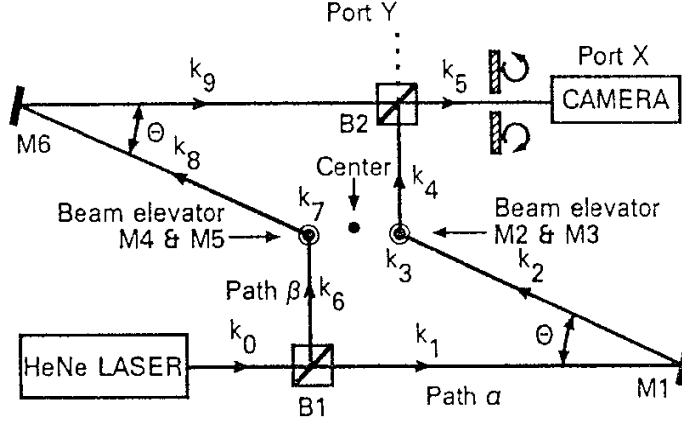 Port Y
k9
k5
Port X
CAMERA
B2
M6
Θ
k8
Center
k4
k7
Beam elevator
M4 & M5
Beam elevator
M2 & M3
k3
k2
Path β
k6
k0
k1
Θ
HeNe LASER
B1
Path α
M1